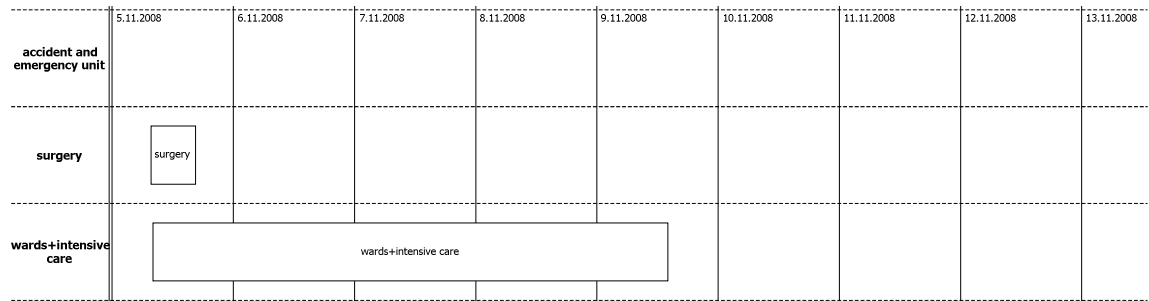 5.11.2008 6.11.2008 7.11.2008 8.11.2008 9.11.2008 10.11.2008 11.11.2008 12.11.2008 13.11.2008
accident and
emergency unit
surgery
surgery
wards+intensive
care
wards+intensive care